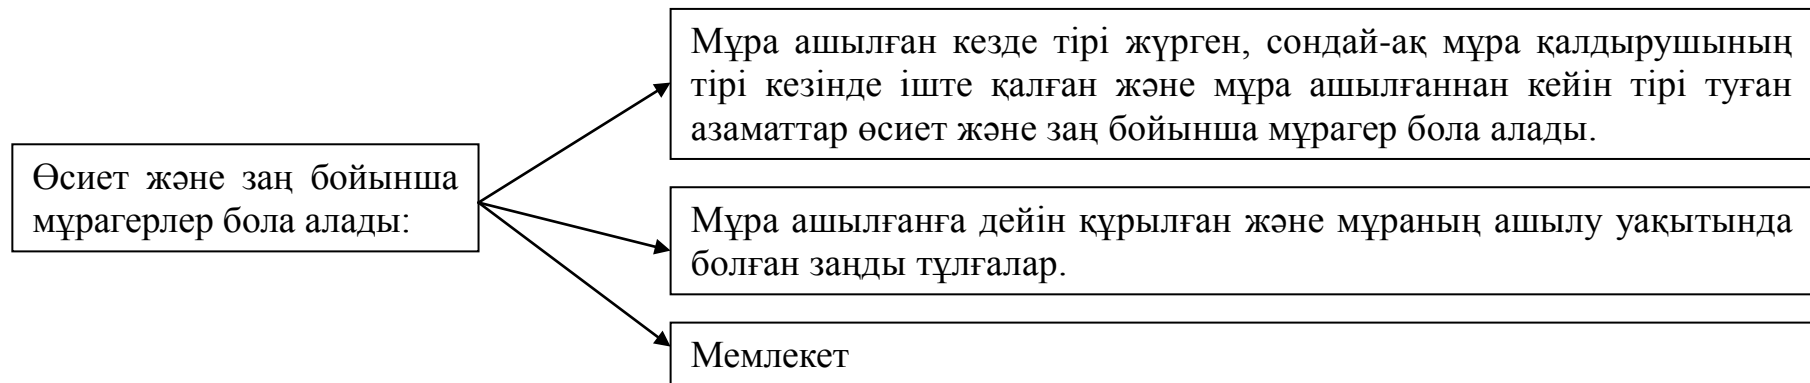 Өсиет және заң бойынша
мұрагерлер бола алады:
Мұра ашылған кезде тірі жүрген, сондай-ақ мұра қалдырушының
тірі кезінде іште қалған және мұра ашылғаннан кейін тірі туған
азаматтар өсиет және заң бойынша мұрагер бола алады.
Мұра ашылғанға дейін құрылған және мұраның ашылу уақытында
болған заңды тұлғалар.
Мемлекет